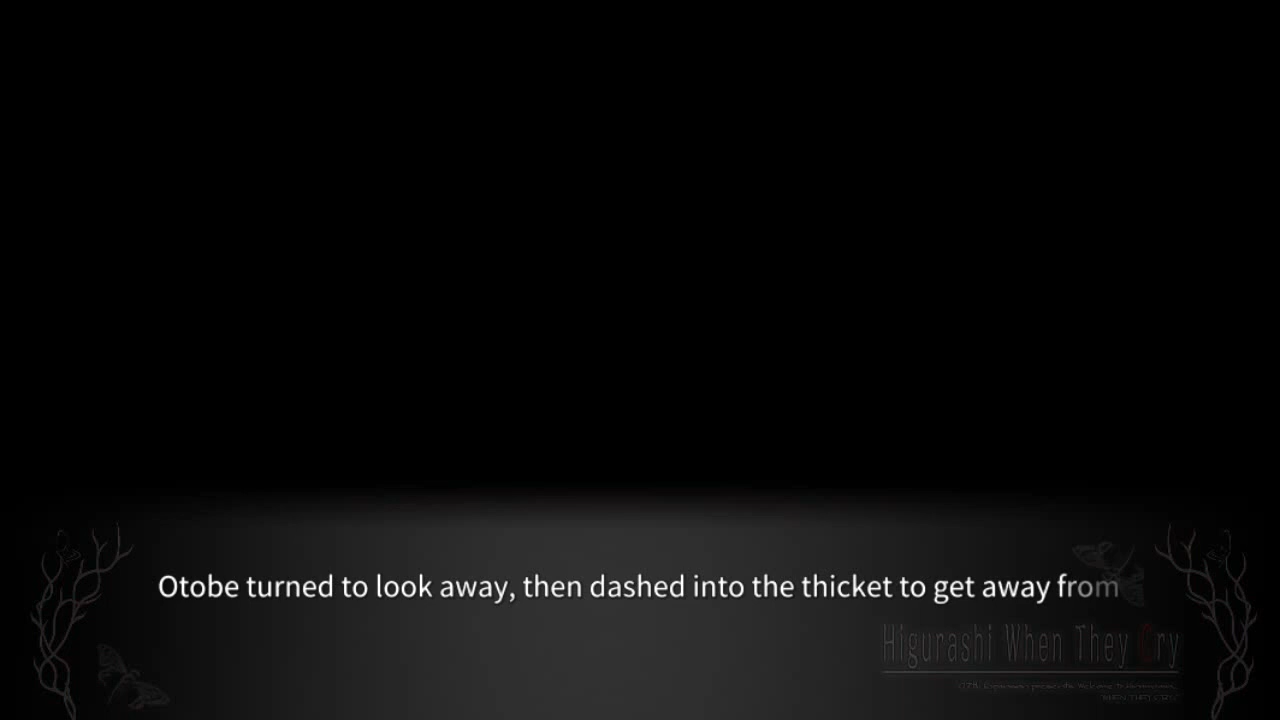 Otobe turned to look away, then dashed into the thicket to get away from
Higurashi When They Cry